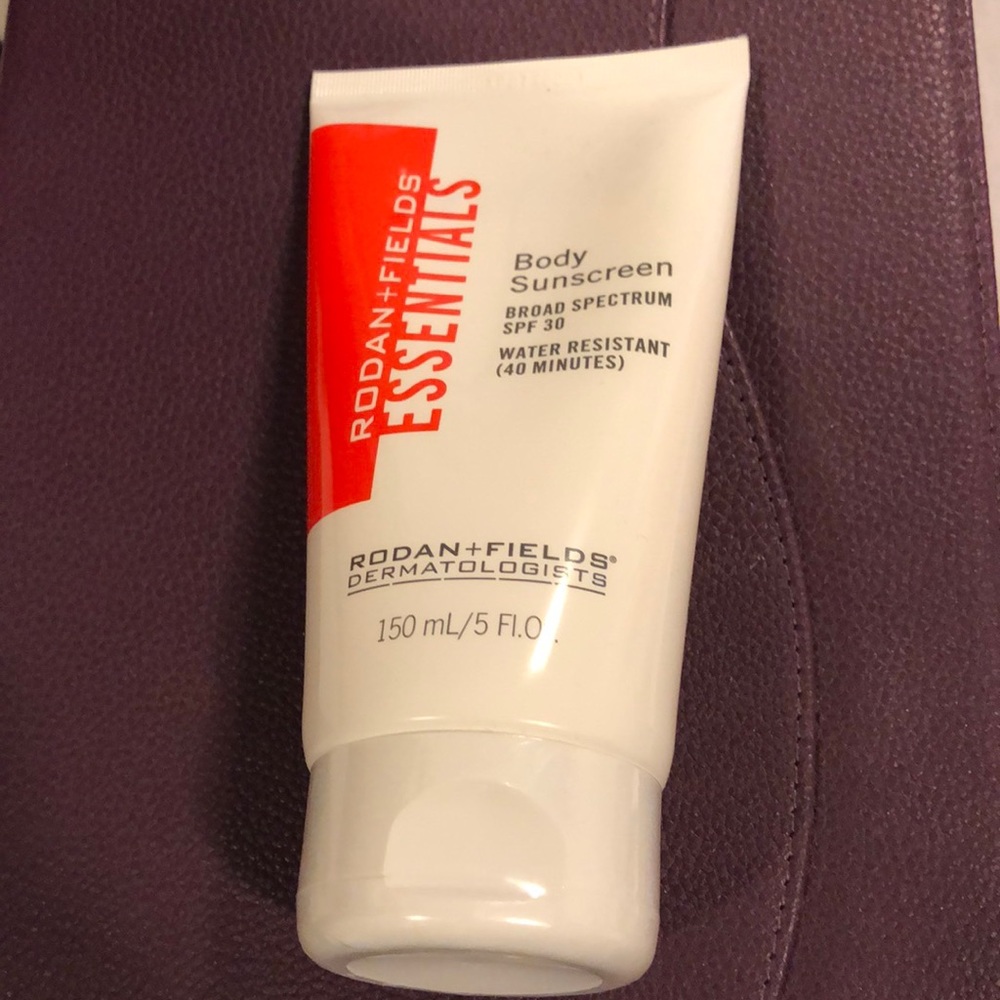 RODAN+FIELDS®
ESSENTIALS
Body
Sunscreen
BROAD SPECTRUM
SPF 30
WATER RESISTANT
(40 MINUTES)
RODAN+FIELDS®
DERMATOLOGISTS
150 mL/5 Fl.